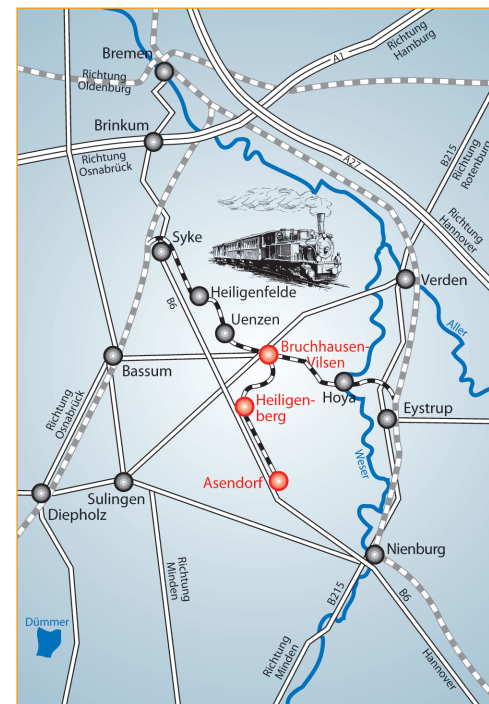 Richtung
Hamburg
Bremen
A1
Richtung
Oldenburg
Brinkum
B215
Richtung
Rotenburg
Richtung
Osnabrück
A27
Richtung
Hannover
Syke
Verden
Heiligenfelde
B6
Uenzen
Aller
Bruchhausen-
Vilsen
Bassum
Hoya
Richtung
Osnabrück
Heiligen-
berg
Eystrup
Weser
Asendorf
Sulingen
Diepholz
Nienburg
Richtung
Minden
B215
B6
Dümmer
Richtung
Minden
Hannover